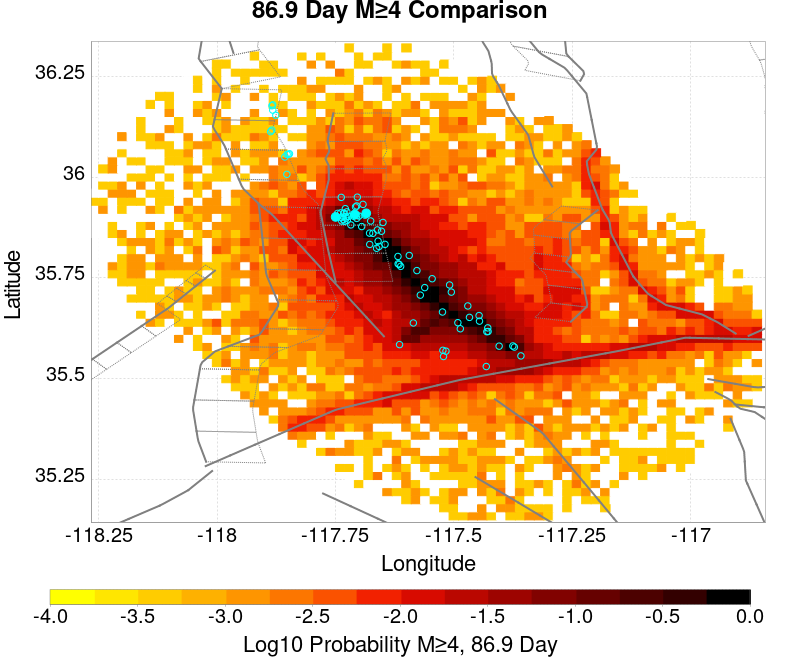 86.9 Day M≥4 Comparison
36.25
36
35.75
35.5
35.25
Latitude
-118.25 -118 -117.75 -117.5 -117.25 -117
Longitude
-4.0 -3.5 -3.0 -2.5 -2.0 -1.5 -1.0 -0.5 0.0
Log10 Probability M≥4, 86.9 Day